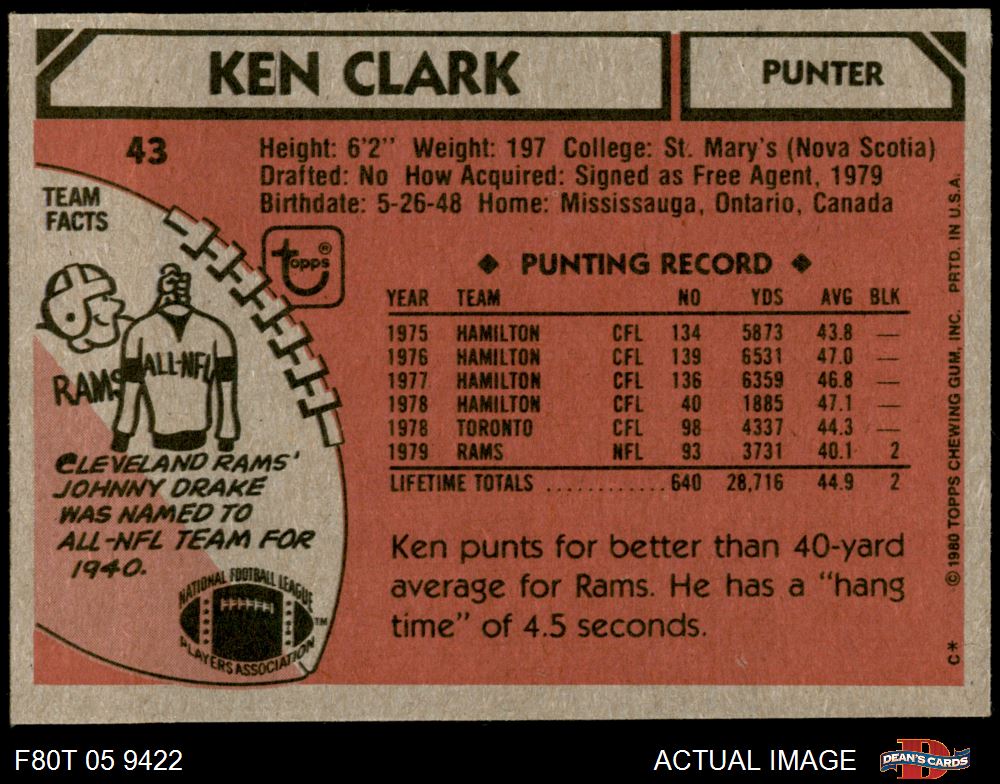 KEN CLARK
PUNTER
43
Height: 6'2" Weight: 197 College: St. Mary's (Nova Scotia)
Drafted: No How Acquired: Signed as Free Agent, 1979
Birthdate: 5-26-48 Home: Mississauga, Ontario, Canada
TEAM
FACTS
topps®
RAMS
ALL-NFL
CLEVELAND RAMS'
JOHNNY DRAKE
WAS NAMED TO
ALL-NFL TEAM FOR
1940.
NATIONAL FOOTBALL LEAGUE
PLAYERS ASSOCIATION
TM
◆ PUNTING RECORD ◆
YEAR TEAM NO YDS AVG BLK
1975 HAMILTON CFL 134 5873 43.8 —
1976 HAMILTON CFL 139 6531 47.0 —
1977 HAMILTON CFL 136 6359 46.8 —
1978 HAMILTON CFL 40 1885 47.1 —
1978 TORONTO CFL 98 4337 44.3 —
1979 RAMS NFL 93 3731 40.1 2
LIFETIME TOTALS ............ 640 28,716 44.9 2
Ken punts for better than 40-yard
average for Rams. He has a "hang
time" of 4.5 seconds.
C* © 1980 TOPPS CHEWING GUM, INC. PRTD. IN U.S.A.
F80T 05 9422
ACTUAL IMAGE
D
DEAN'S CARDS